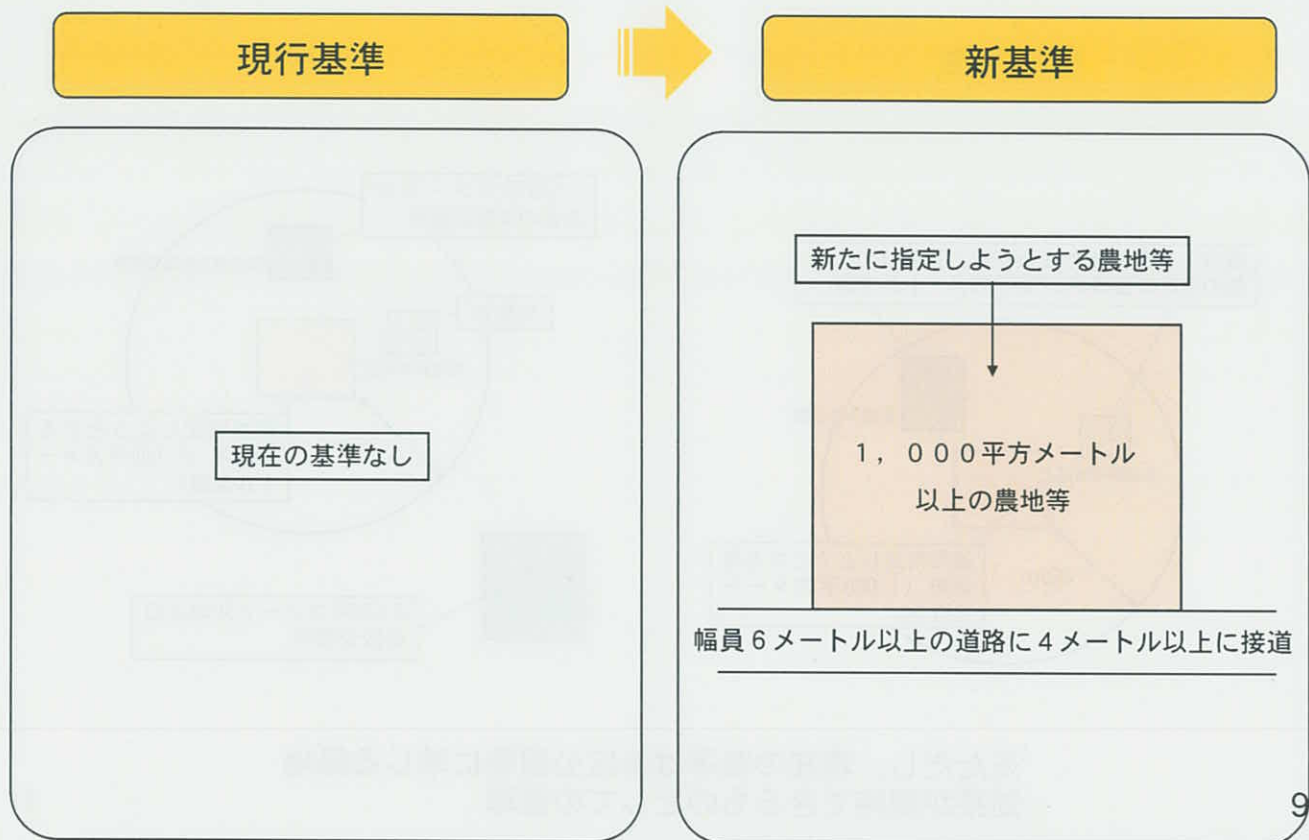 現行基準
新基準
現在の基準なし
新たに指定しようとする農地等
1，０００平方メートル
以上の農地等
幅員６メートル以上の道路に４メートル以上に接道
9